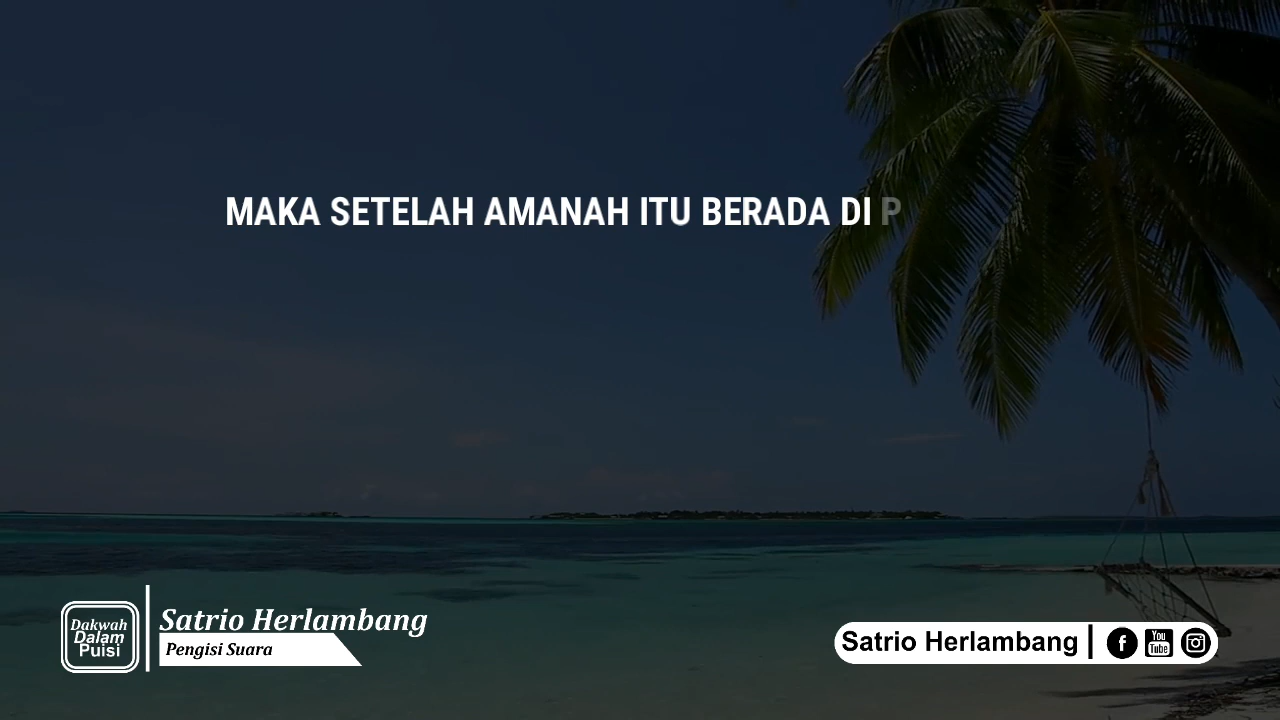 MAKA SETELAH AMANAH ITU BERADA DI P
Dakwah
Dalam
Puisi
Satrio Herlambang
Pengisi Suara
Satrio Herlambang
f
You
Tube